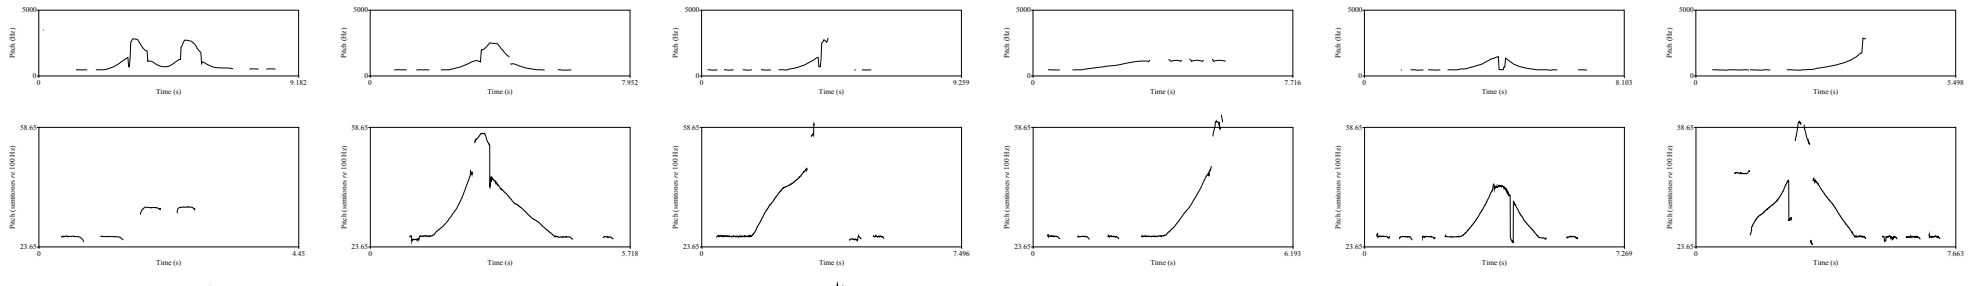 5000 5000 5000 5000 5000 5000
Pitch (Hz) Pitch (Hz) Pitch (Hz) Pitch (Hz) Pitch (Hz) Pitch (Hz)
0 0 0 0 0 0
0 9.182 0 7.952 0 9.259 0 7.716 0 8.103 0 5.498
Time (s) Time (s) Time (s) Time (s) Time (s) Time (s)
58.65 58.65 58.65 58.65 58.65 58.65
Pitch (semitones re 100 Hz) Pitch (semitones re 100 Hz) Pitch (semitones re 100 Hz) Pitch (semitones re 100 Hz) Pitch (semitones re 100 Hz) Pitch (semitones re 100 Hz)
23.65 23.65 23.65 23.65 23.65 23.65
0 4.45 0 5.718 0 7.496 0 6.193 0 7.269 0 7.663
Time (s) Time (s) Time (s) Time (s) Time (s) Time (s)